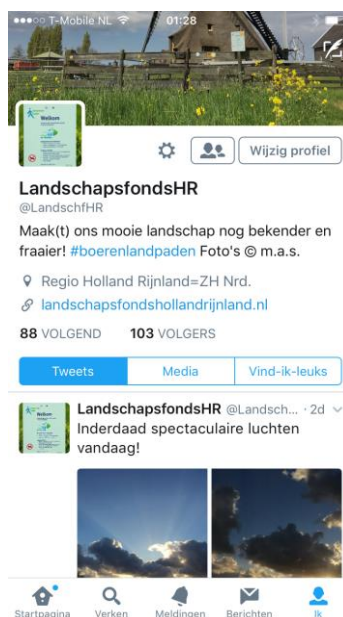 T-Mobile NL 01:28
Welkom
Wijzig profiel
LandschapsfondsHR
@LandschfHR
Maak(t) ons mooie landschap nog bekender en
fraaier! #boerenlandpaden Foto's © m.a.s.
Regio Holland Rijnland=ZH Nrd.
landschapsfondshollandrijnland.nl
88 VOLGEND 103 VOLGERS
Tweets Media Vind-ik-leuks
LandschapsfondsHR @Landsch... · 2d
Inderdaad spectaculaire luchten
vandaag!
Startpagina Verken Meldingen Berichten Ik